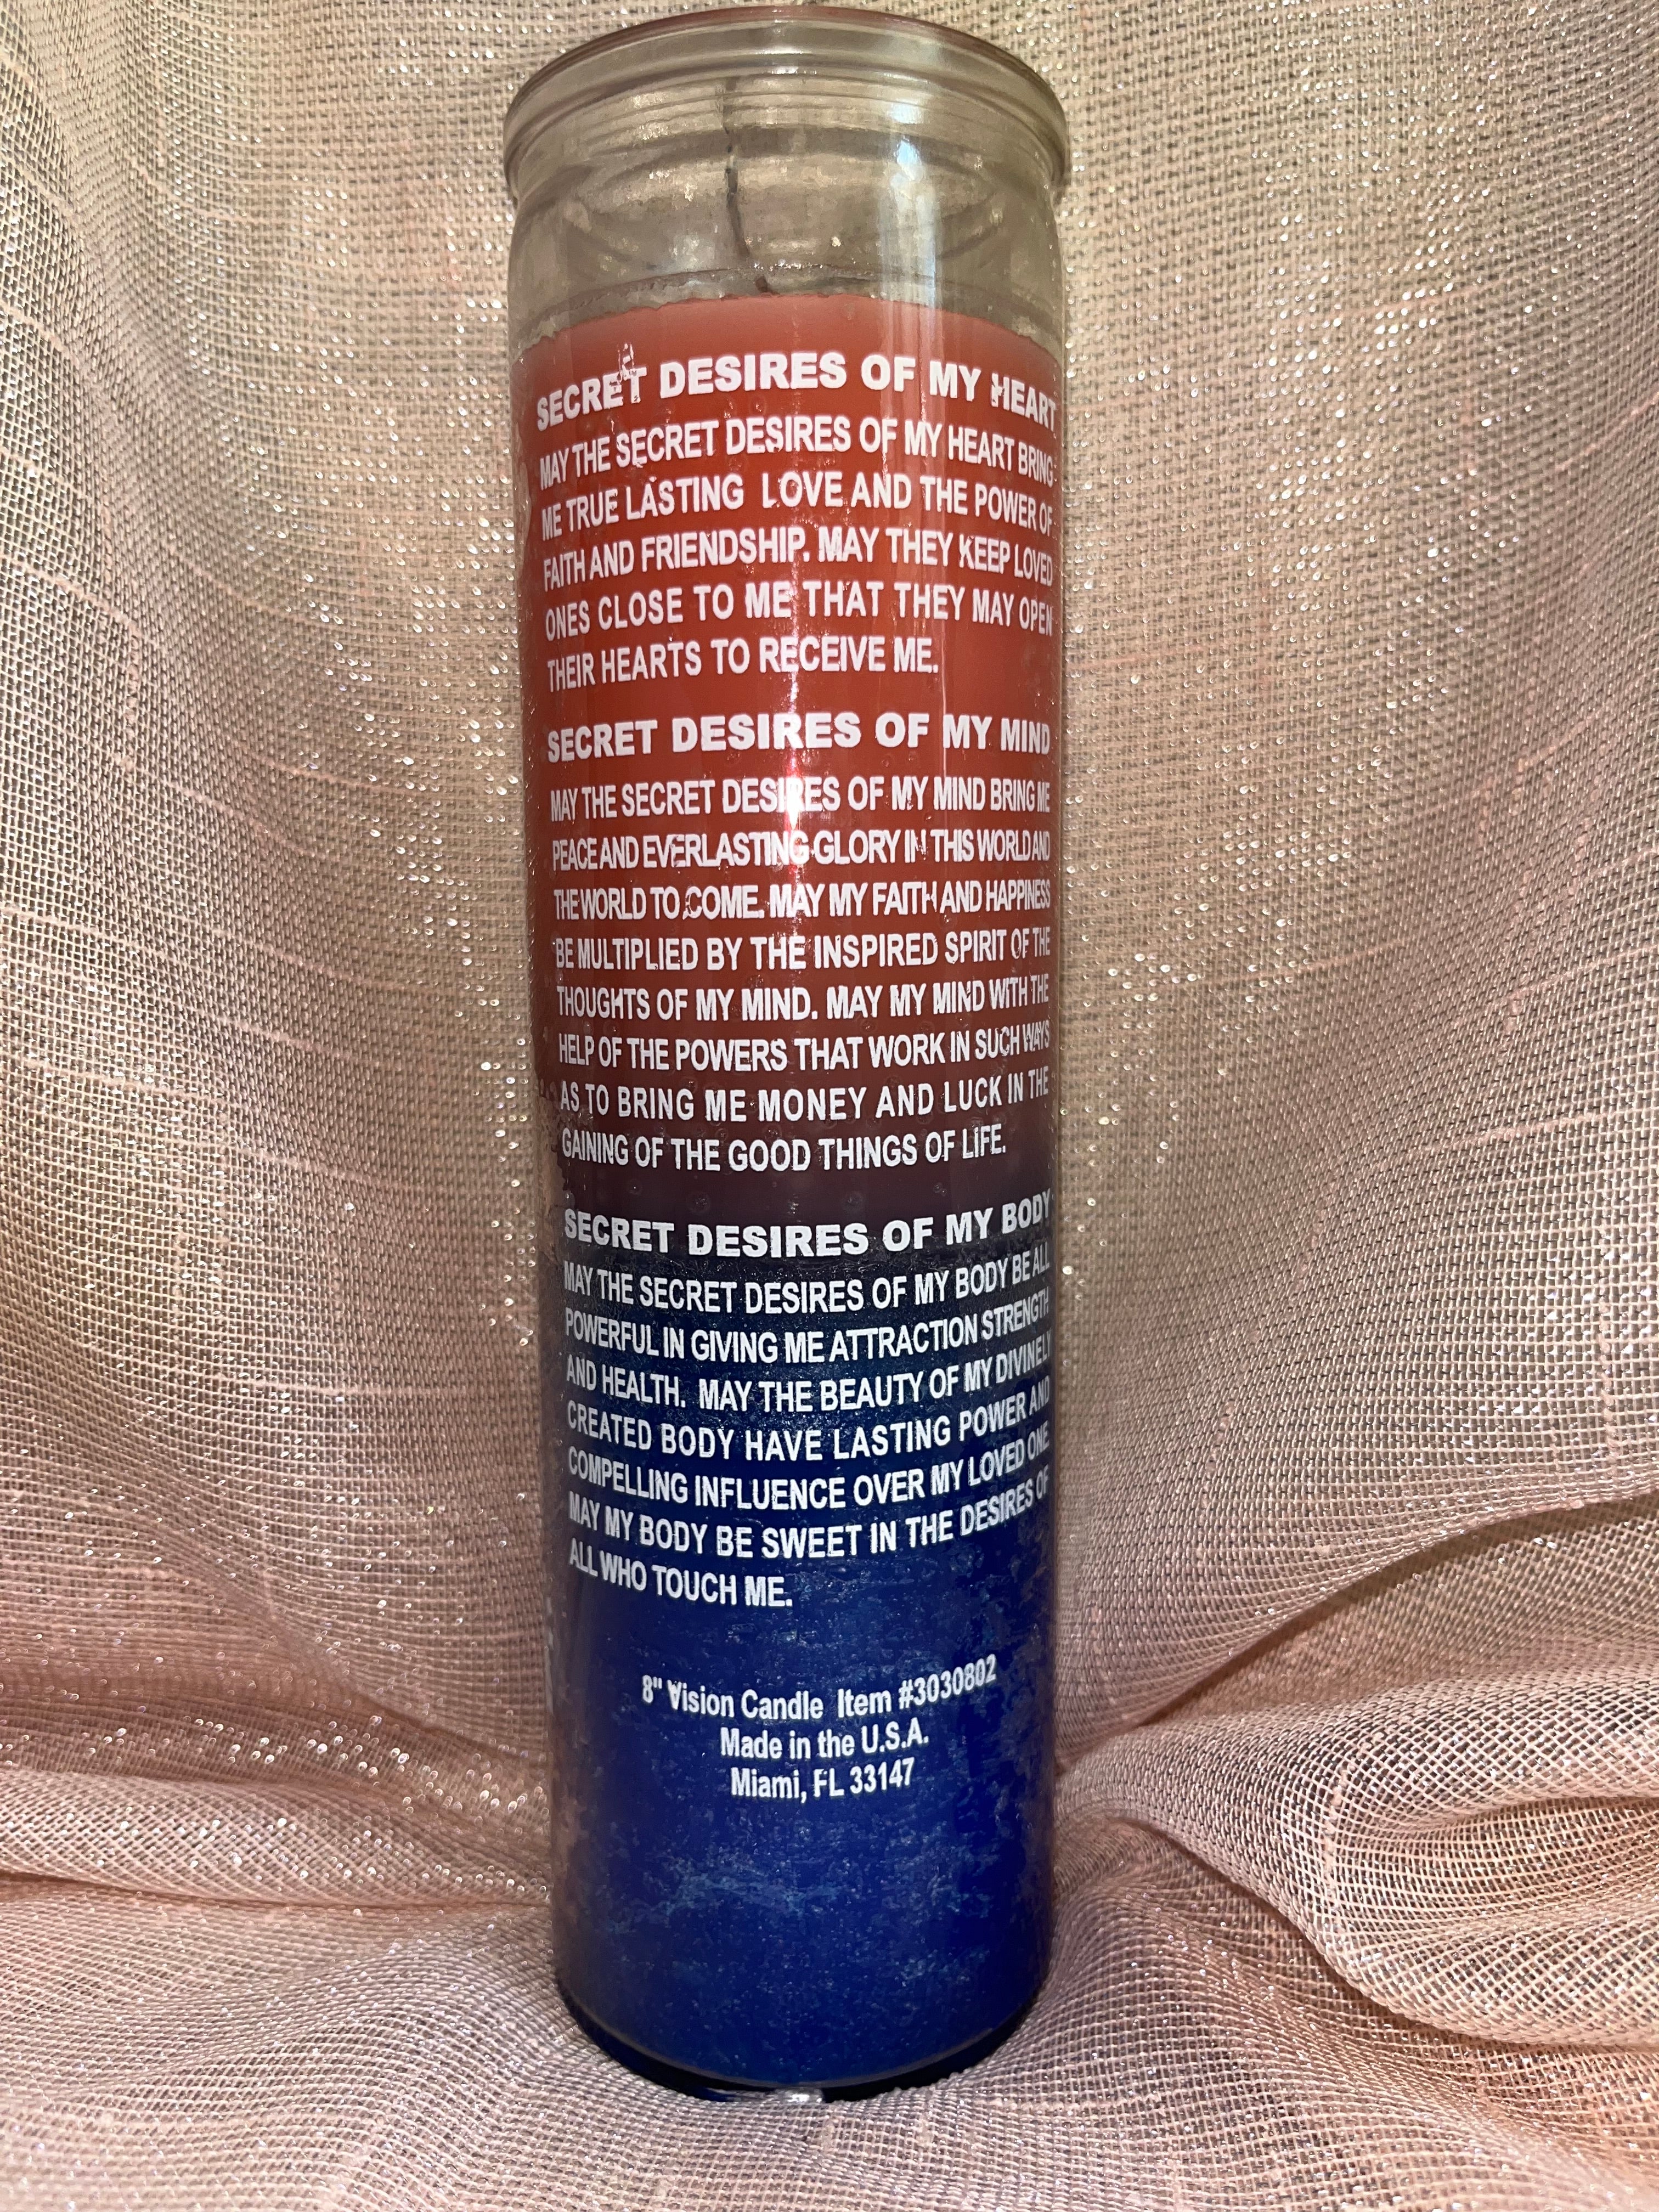 SECRET DESIRES OF MY HEART
MAY THE SECRET DESIRES OF MY HEART BRING
ME TRUE LASTING LOVE AND THE POWER OF
FAITH AND FRIENDSHIP. MAY THEY KEEP LOVED
ONES CLOSE TO ME THAT THEY MAY OPEN
THEIR HEARTS TO RECEIVE ME.
SECRET DESIRES OF MY MIND
MAY THE SECRET DESIRES OF MY MIND BRING ME
PEACE AND EVERLASTING GLORY IN THIS WORLD AND
THE WORLD TO COME. MAY MY FAITH AND HAPPINESS
BE MULTIPLIED BY THE INSPIRED SPIRIT OF THE
THOUGHTS OF MY MIND. MAY MY MIND WITH THE
HELP OF THE POWERS THAT WORK IN SUCH WAYS
AS TO BRING ME MONEY AND LUCK IN THE
GAINING OF THE GOOD THINGS OF LIFE.
SECRET DESIRES OF MY BODY
MAY THE SECRET DESIRES OF MY BODY BE ALL
POWERFUL IN GIVING ME ATTRACTION STRENGTH
AND HEALTH. MAY THE BEAUTY OF MY DIVINELY
CREATED BODY HAVE LASTING POWER AND
COMPELLING INFLUENCE OVER MY LOVED ONE.
MAY MY BODY BE SWEET IN THE DESIRES OF
ALL WHO TOUCH ME.
8" Vision Candle Item #3030802
Made in the U.S.A.
Miami, FL 33147